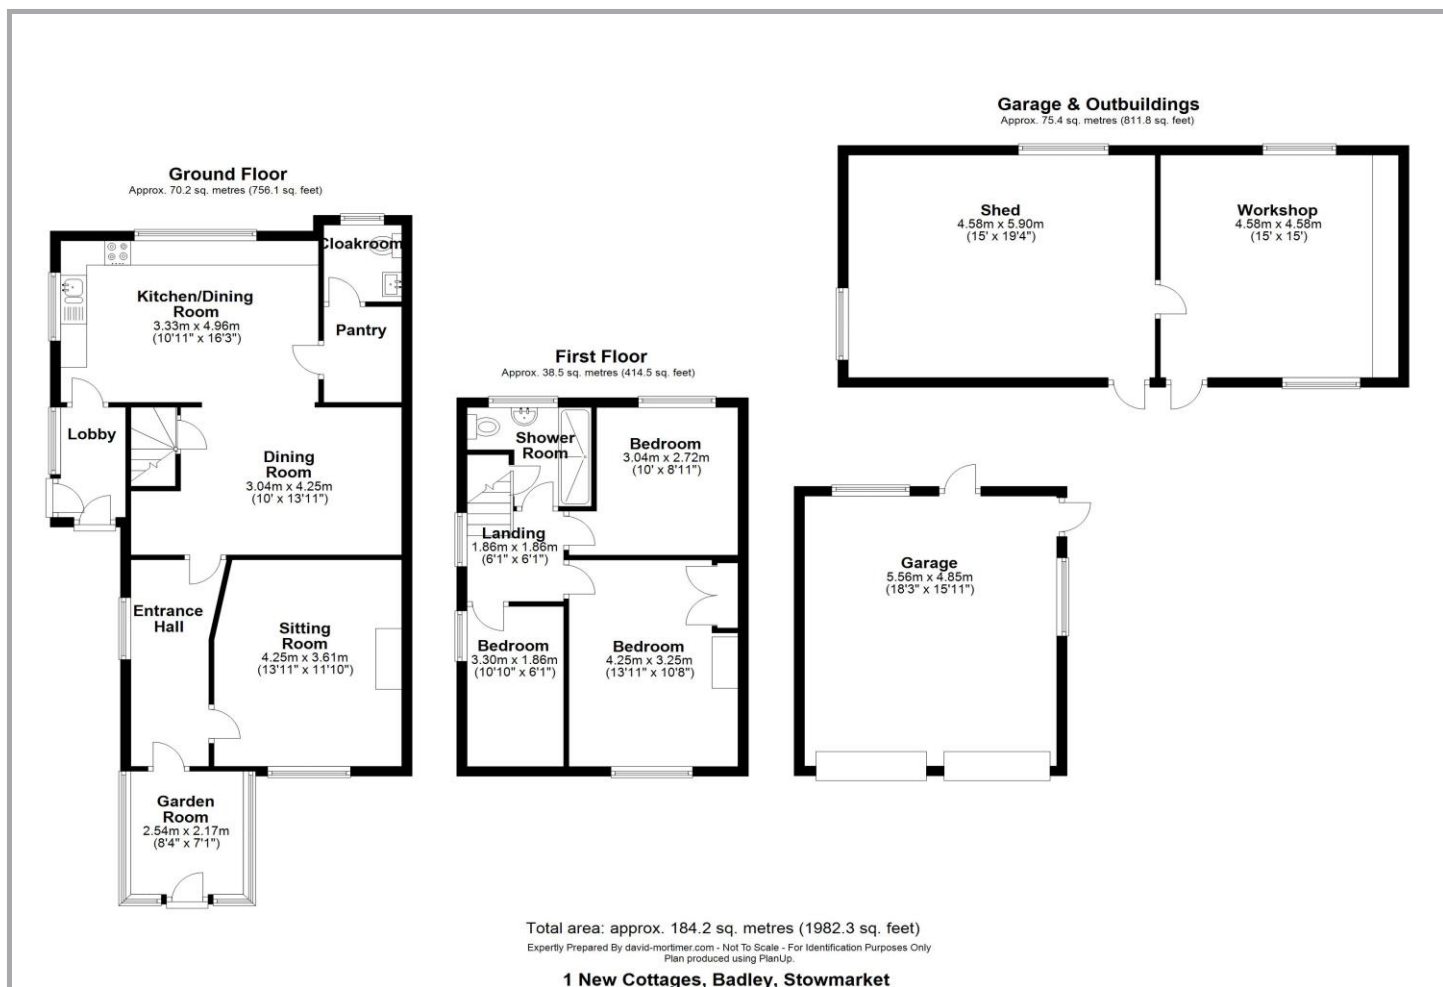 Ground Floor
Approx. 70.2 sq. metres (756.1 sq. feet)
Cloakroom
Kitchen/Dining
Room
3.33m x 4.96m
(10'11" x 16'3")
Pantry
Lobby
Dining
Room
3.04m x 4.25m
(10' x 13'11")
Entrance
Hall
Sitting
Room
4.25m x 3.61m
(13'11" x 11'10")
Garden
Room
2.54m x 2.17m
(8'4" x 7'1")
First Floor
Approx. 38.5 sq. metres (414.5 sq. feet)
Shower
Room
Bedroom
3.04m x 2.72m
(10' x 8'11")
Landing
1.86m x 1.86m
(6'1" x 6'1")
Bedroom
3.30m x 1.86m
(10'10" x 6'1")
Bedroom
4.25m x 3.25m
(13'11" x 10'8")
Garage & Outbuildings
Approx. 75.4 sq. metres (811.8 sq. feet)
Shed
4.58m x 5.90m
(15' x 19'4")
Workshop
4.58m x 4.58m
(15' x 15')
Garage
5.56m x 4.85m
(18'3" x 15'11")
Total area: approx. 184.2 sq. metres (1982.3 sq. feet)
Expertly Prepared By david-mortimer.com - Not To Scale - For Identification Purposes Only
Plan produced using PlanUp.
1 New Cottages, Badley, Stowmarket